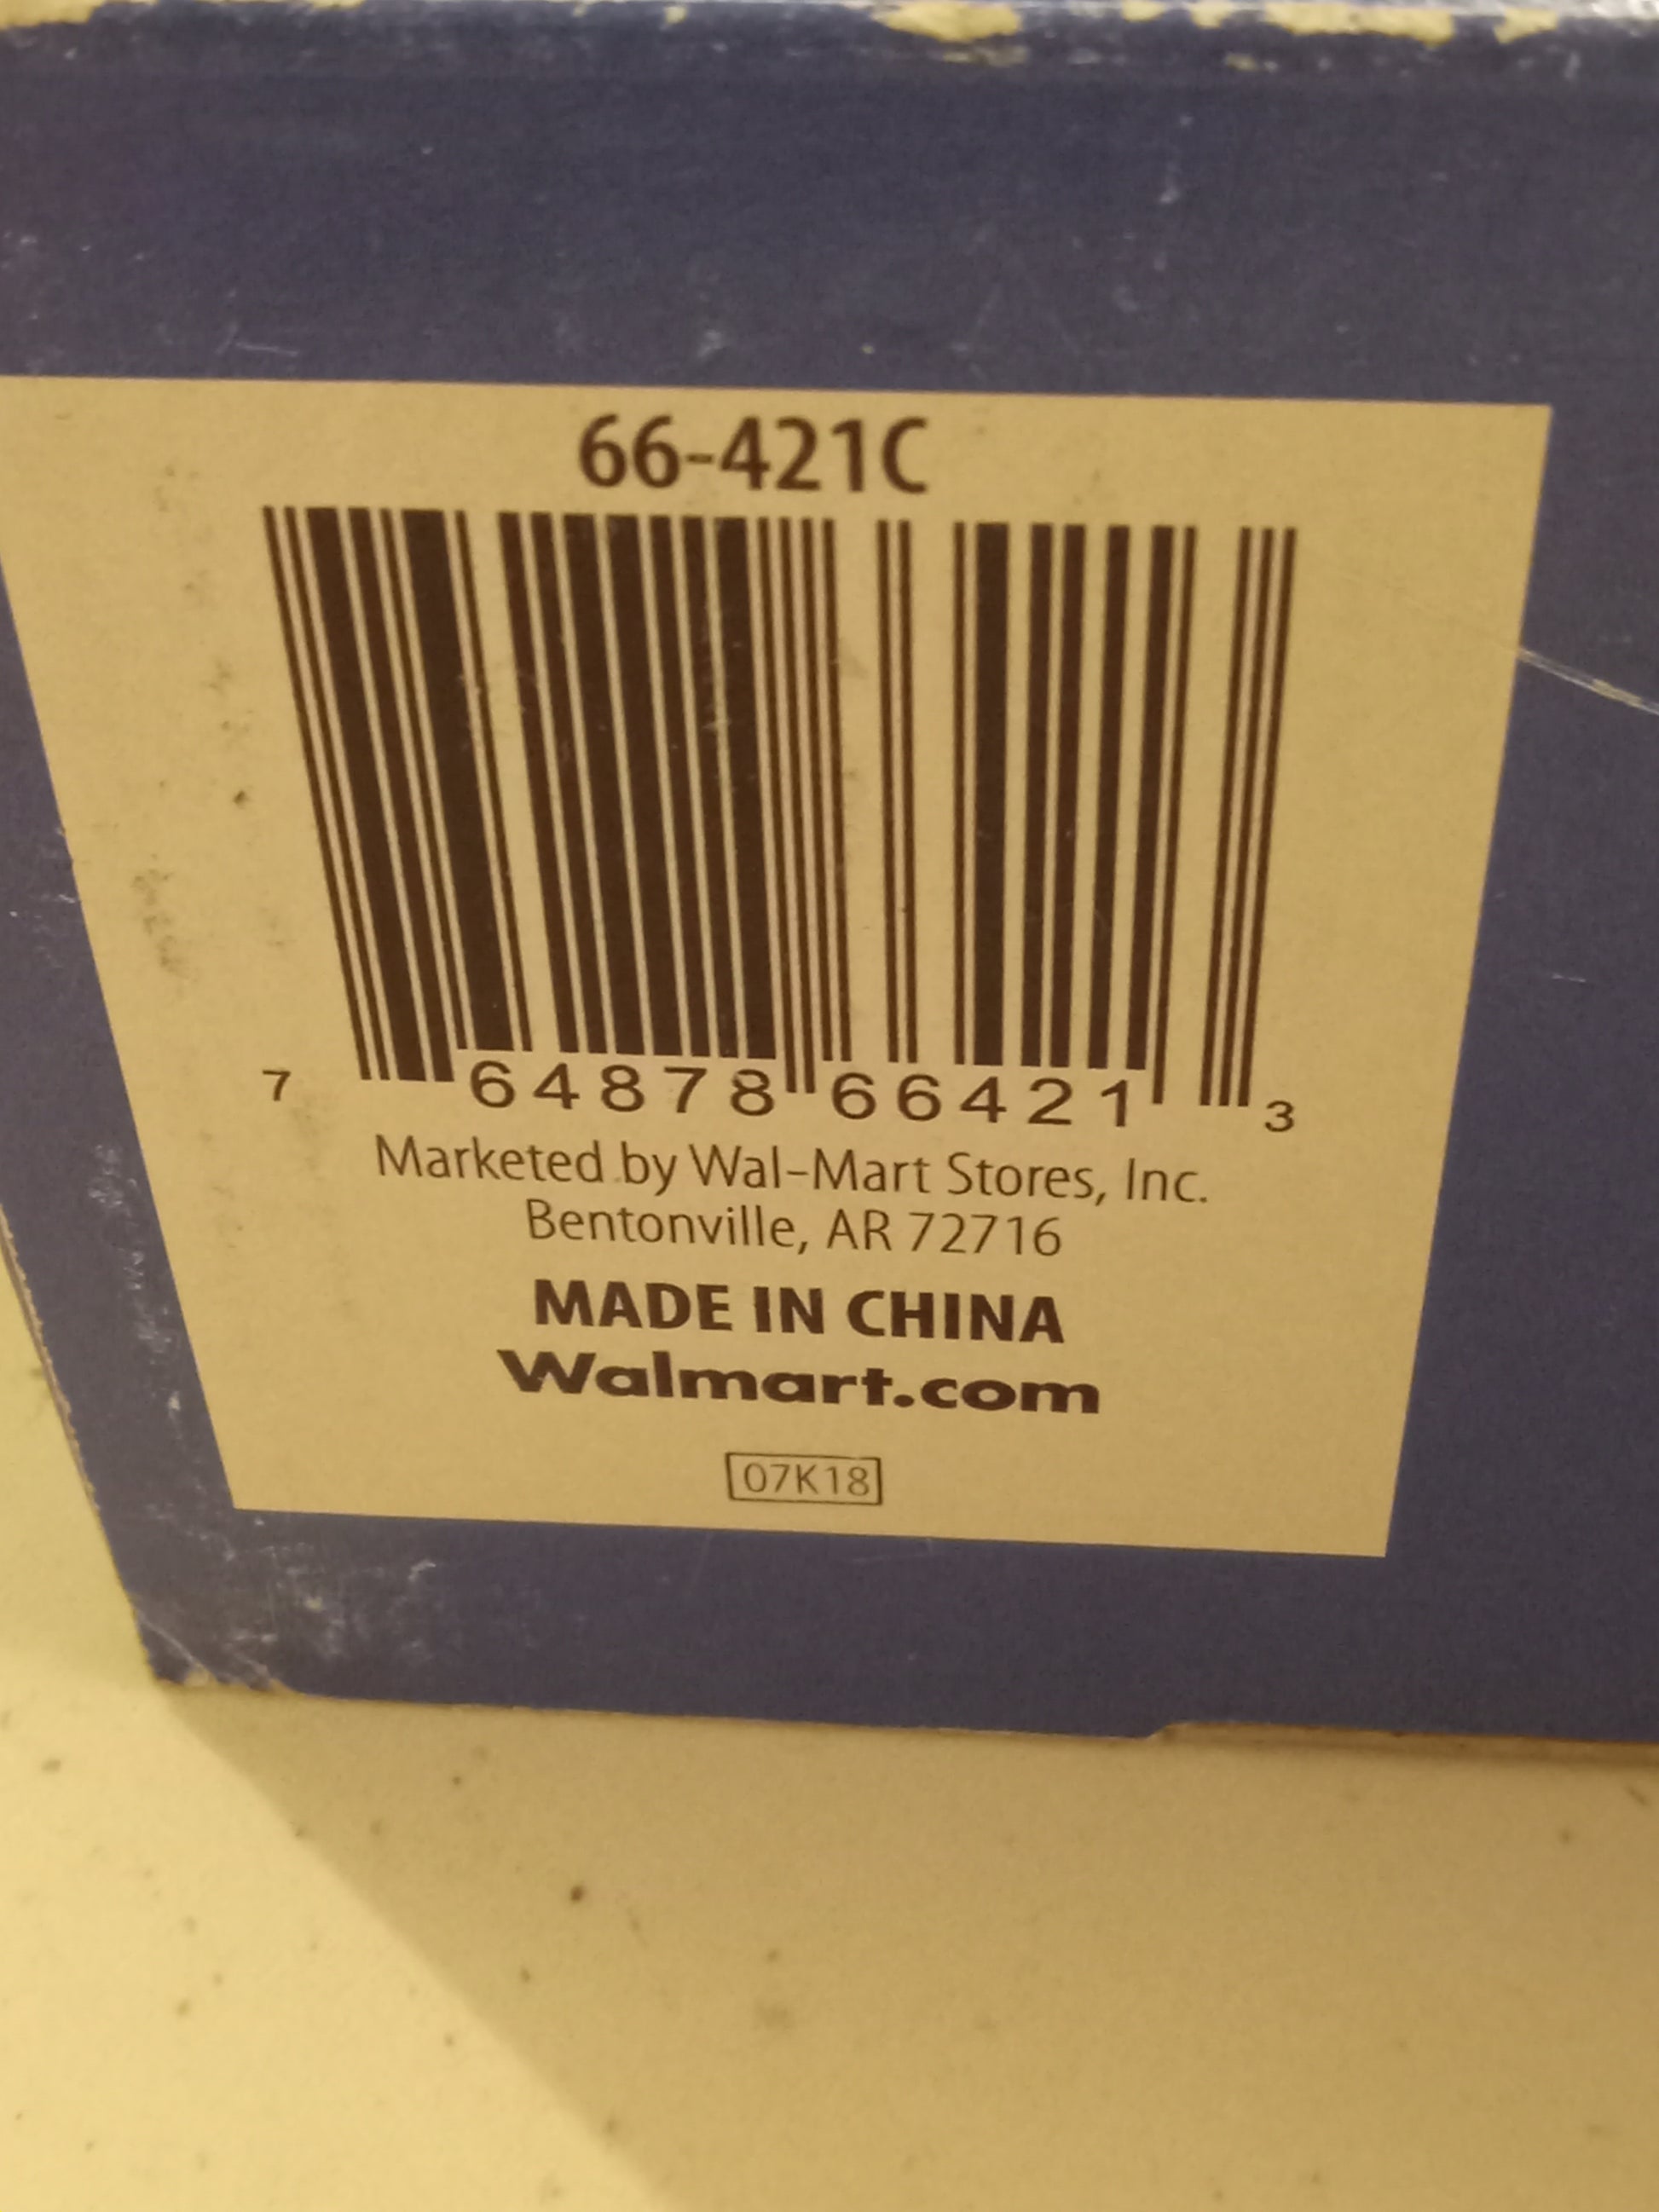 66-421C
7 64878 66421 3
Marketed by Wal-Mart Stores, Inc.
Bentonville, AR 72716
MADE IN CHINA
Walmart.com
07K18